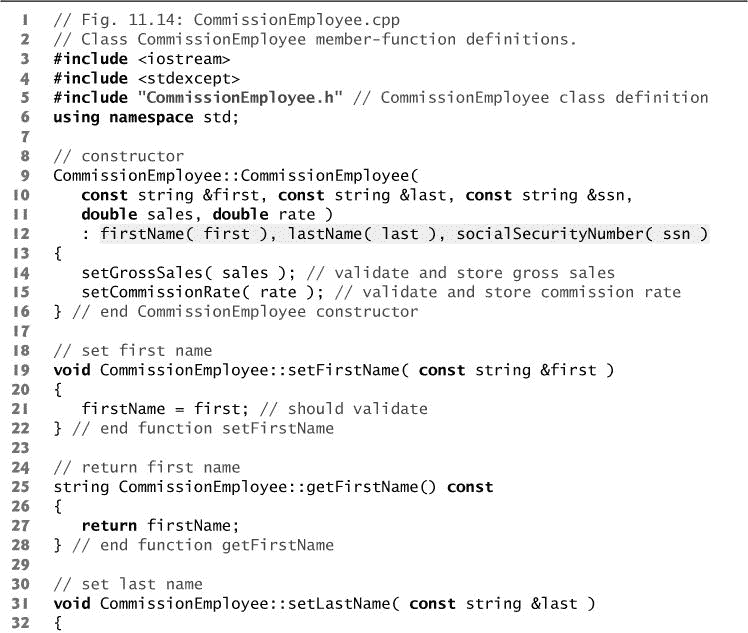 1 // Fig. 11.14: CommissionEmployee.cpp
2 // Class CommissionEmployee member-function definitions.
3 #include <iostream>
4 #include <stdexcept>
5 #include "CommissionEmployee.h" // CommissionEmployee class definition
6 using namespace std;
7
8 // constructor
9 CommissionEmployee::CommissionEmployee(
10    const string &first, const string &last, const string &ssn,
11    double sales, double rate )
12    : firstName( first ), lastName( last ), socialSecurityNumber( ssn )
13 {
14    setGrossSales( sales ); // validate and store gross sales
15    setCommissionRate( rate ); // validate and store commission rate
16 } // end CommissionEmployee constructor
17
18 // set first name
19 void CommissionEmployee::setFirstName( const string &first )
20 {
21    firstName = first; // should validate
22 } // end function setFirstName
23
24 // return first name
25 string CommissionEmployee::getFirstName() const
26 {
27    return firstName;
28 } // end function getFirstName
29
30 // set last name
31 void CommissionEmployee::setLastName( const string &last )
32 {